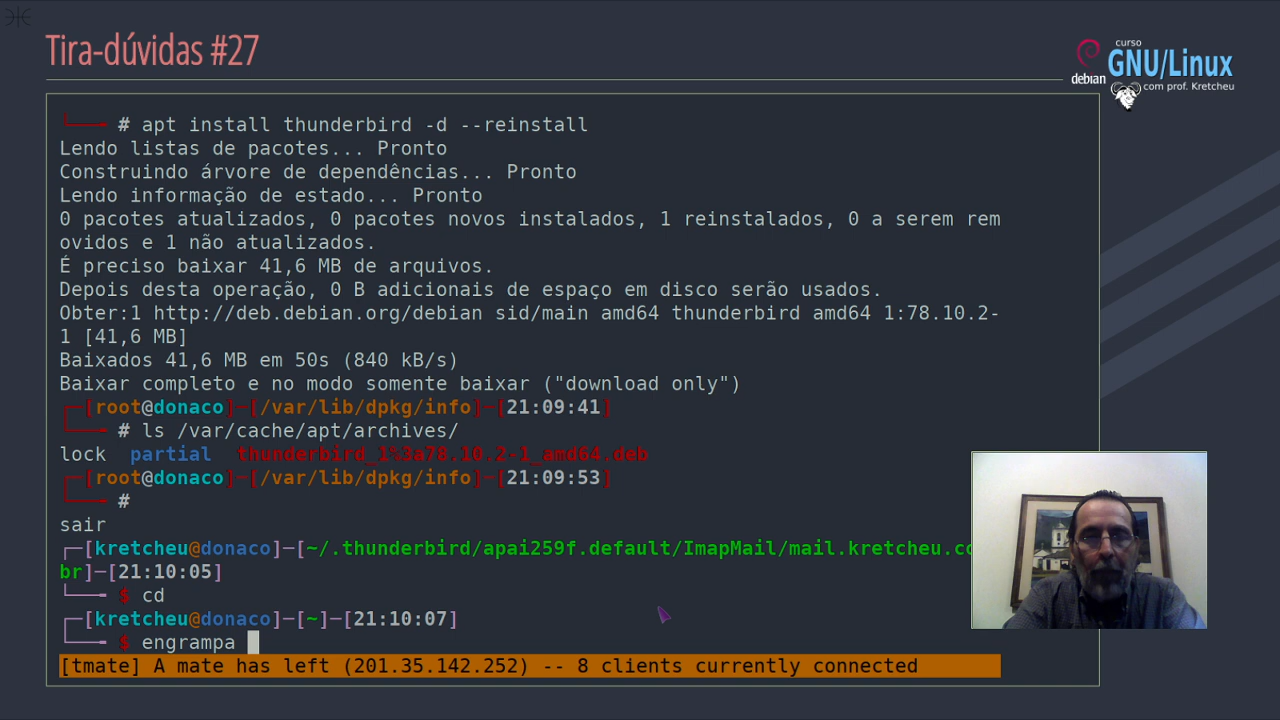 Tira-dúvidas #27
curso
GNU/Linux
debian
com prof. Kretcheu
# apt install thunderbird -d --reinstall
Lendo listas de pacotes... Pronto
Construindo árvore de dependências... Pronto
Lendo informação de estado... Pronto
0 pacotes atualizados, 0 pacotes novos instalados, 1 reinstalados, 0 a serem rem
ovidos e 1 não atualizados.
É preciso baixar 41,6 MB de arquivos.
Depois desta operação, 0 B adicionais de espaço em disco serão usados.
Obter:1 http://deb.debian.org/debian sid/main amd64 thunderbird amd64 1:78.10.2-
1 [41,6 MB]
Baixados 41,6 MB em 50s (840 kB/s)
Baixar completo e no modo somente baixar ("download only")
┌─[root@donaco]─[/var/lib/dpkg/info]─[21:09:41]
└──╼ # ls /var/cache/apt/archives/
lock partial thunderbird_1%3a78.10.2-1_amd64.deb
┌─[root@donaco]─[/var/lib/dpkg/info]─[21:09:53]
└──╼ #
sair
┌─[kretcheu@donaco]─[~/.thunderbird/apai259f.default/ImapMail/mail.kretcheu.co
br]─[21:10:05]
└──╼ $ cd
┌─[kretcheu@donaco]─[~]─[21:10:07]
└──╼ $ engrampa
[tmate] A mate has left (201.35.142.252) -- 8 clients currently connected